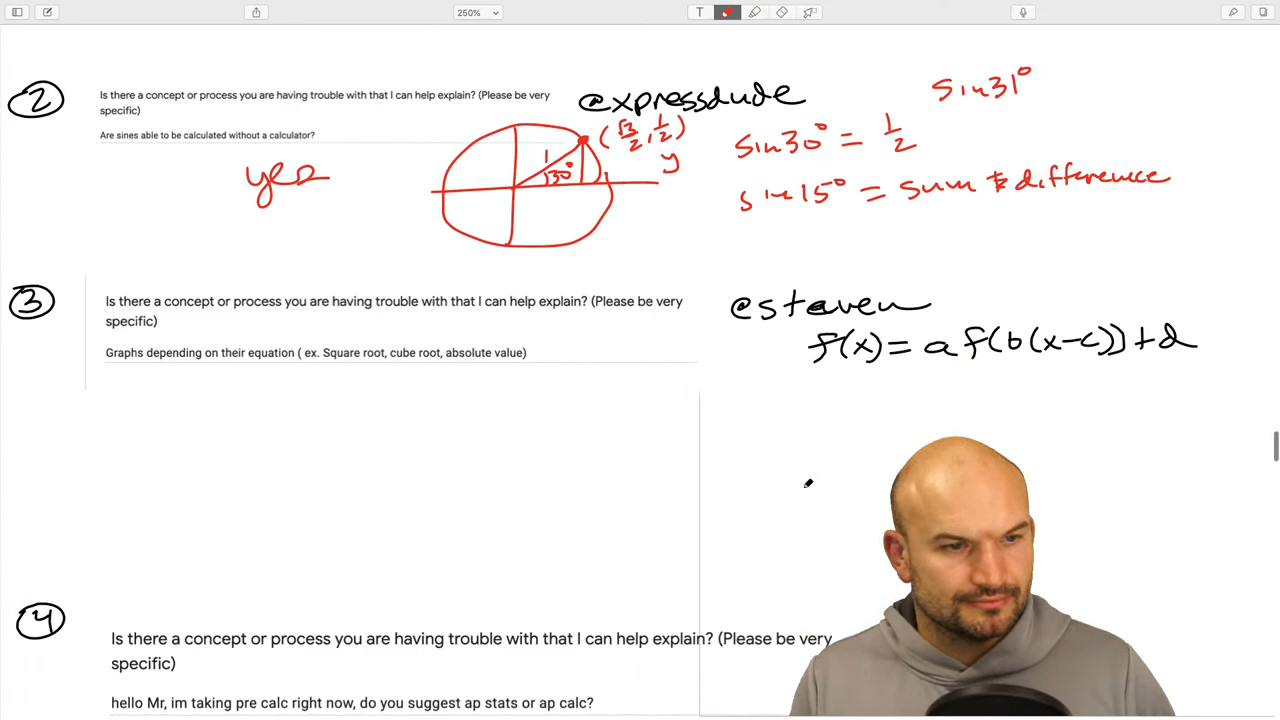 250%
T
2
Is there a concept or process you are having trouble with that I can help explain? (Please be very
specific)
Are sines able to be calculated without a calculator?
yes
@xpressdude
sin31°
(√3/2, 1/2)
y
1
30°
sin30° = 1/2
sin15° = sum & difference
3
Is there a concept or process you are having trouble with that I can help explain? (Please be very
specific)
Graphs depending on their equation ( ex. Square root, cube root, absolute value)
@staven
f(x) = a f(b(x-c)) + d
4
Is there a concept or process you are having trouble with that I can help explain? (Please be very
specific)
hello Mr, im taking pre calc right now, do you suggest ap stats or ap calc?